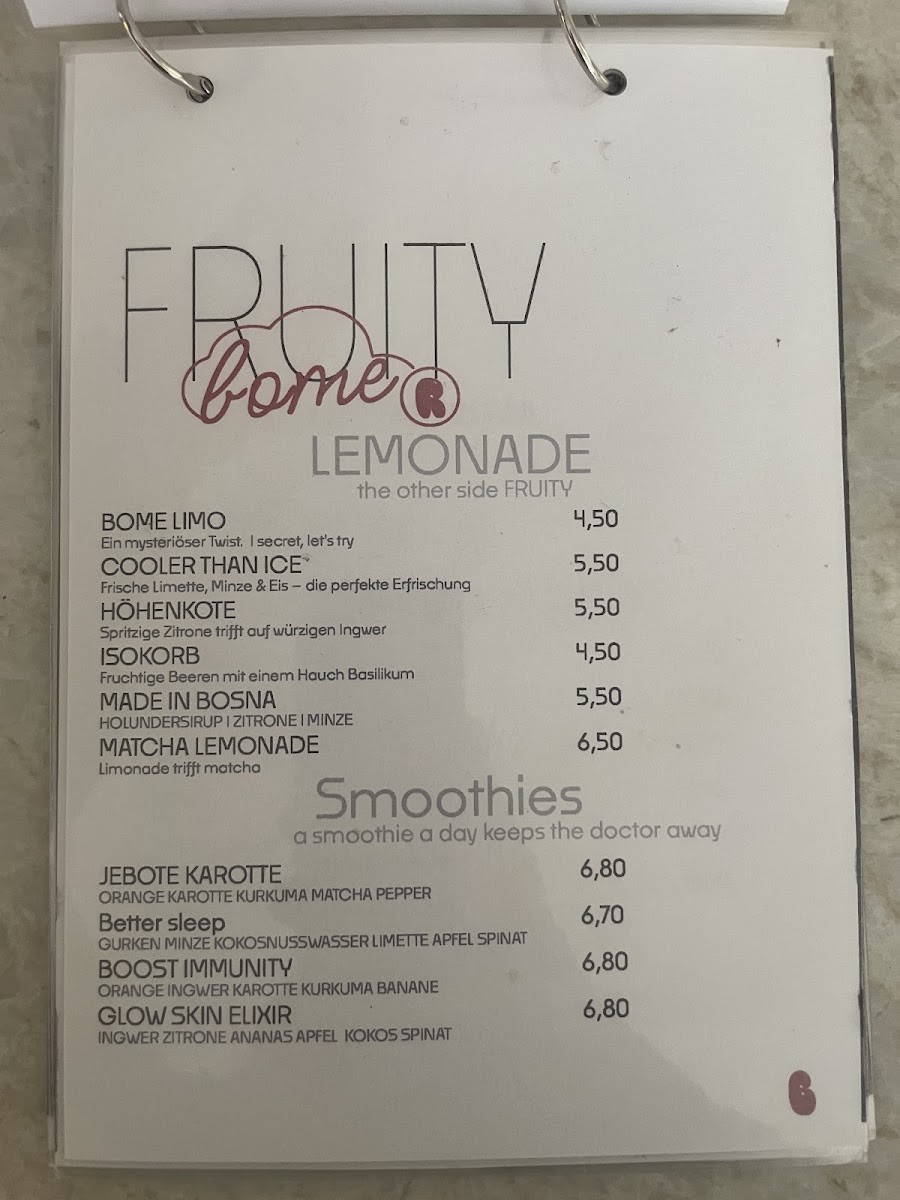 FRUITY
bome R
LEMONADE
the other side FRUITY
BOME LIMO 4,50
Ein mysteriöser Twist. I secret, let's try
COOLER THAN ICE 5,50
Frische Limette, Minze & Eis – die perfekte Erfrischung
HÖHENKOTE 5,50
Spritzige Zitrone trifft auf würzigen Ingwer
ISOKORB 4,50
Fruchtige Beeren mit einem Hauch Basilikum
MADE IN BOSNA 5,50
HOLUNDERSIRUP I ZITRONE I MINZE
MATCHA LEMONADE 6,50
Limonade trifft matcha
Smoothies
a smoothie a day keeps the doctor away
JEBOTE KAROTTE 6,80
ORANGE KAROTTE KURKUMA MATCHA PEPPER
Better sleep 6,70
GURKEN MINZE KOKOSNUSSWASSER LIMETTE APFEL SPINAT
BOOST IMMUNITY 6,80
ORANGE INGWER KAROTTE KURKUMA BANANE
GLOW SKIN ELIXIR 6,80
INGWER ZITRONE ANANAS APFEL KOKOS SPINAT
B